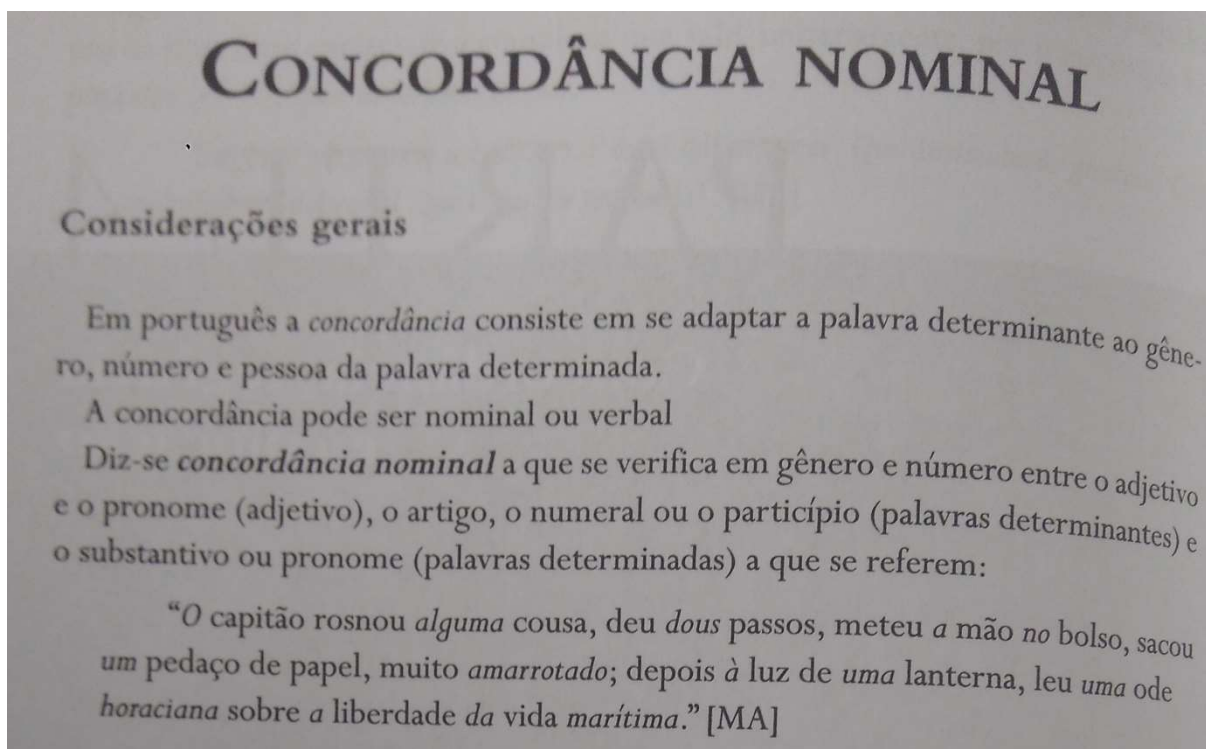 CONCORDÂNCIA NOMINAL
Considerações gerais
Em português a concordância consiste em se adaptar a palavra determinante ao gêne-
ro, número e pessoa da palavra determinada.
A concordância pode ser nominal ou verbal
Diz-se concordância nominal a que se verifica em gênero e número entre o adjetivo
e o pronome (adjetivo), o artigo, o numeral ou o particípio (palavras determinantes) e
o substantivo ou pronome (palavras determinadas) a que se referem:
“O capitão rosnou alguma cousa, deu dous passos, meteu a mão no bolso, sacou
um pedaço de papel, muito amarrotado; depois à luz de uma lanterna, leu uma ode
horaciana sobre a liberdade da vida marítima.” [MA]